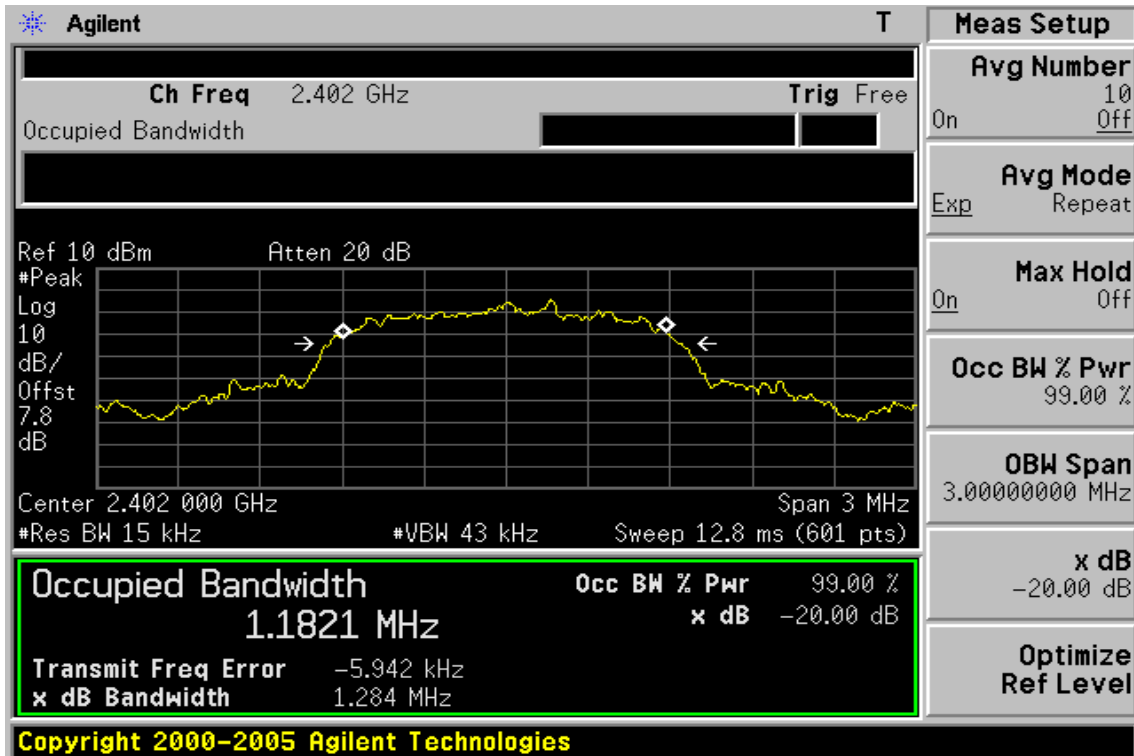 Agilent T
Meas Setup
Ch Freq 2.402 GHz Trig Free
Occupied Bandwidth
Ref 10 dBm Atten 20 dB
#Peak
Log
10
dB/
Offst
7.8
dB
Center 2.402 000 GHz Span 3 MHz
#Res BW 15 kHz #VBW 43 kHz Sweep 12.8 ms (601 pts)
Occupied Bandwidth
1.1821 MHz
Occ BW % Pwr 99.00 %
x dB -20.00 dB
Transmit Freq Error -5.942 kHz
x dB Bandwidth 1.284 MHz
Copyright 2000-2005 Agilent Technologies
Avg Number
10
On Off
Avg Mode
Exp Repeat
Max Hold
On Off
Occ BW % Pwr
99.00 %
OBW Span
3.00000000 MHz
x dB
-20.00 dB
Optimize
Ref Level